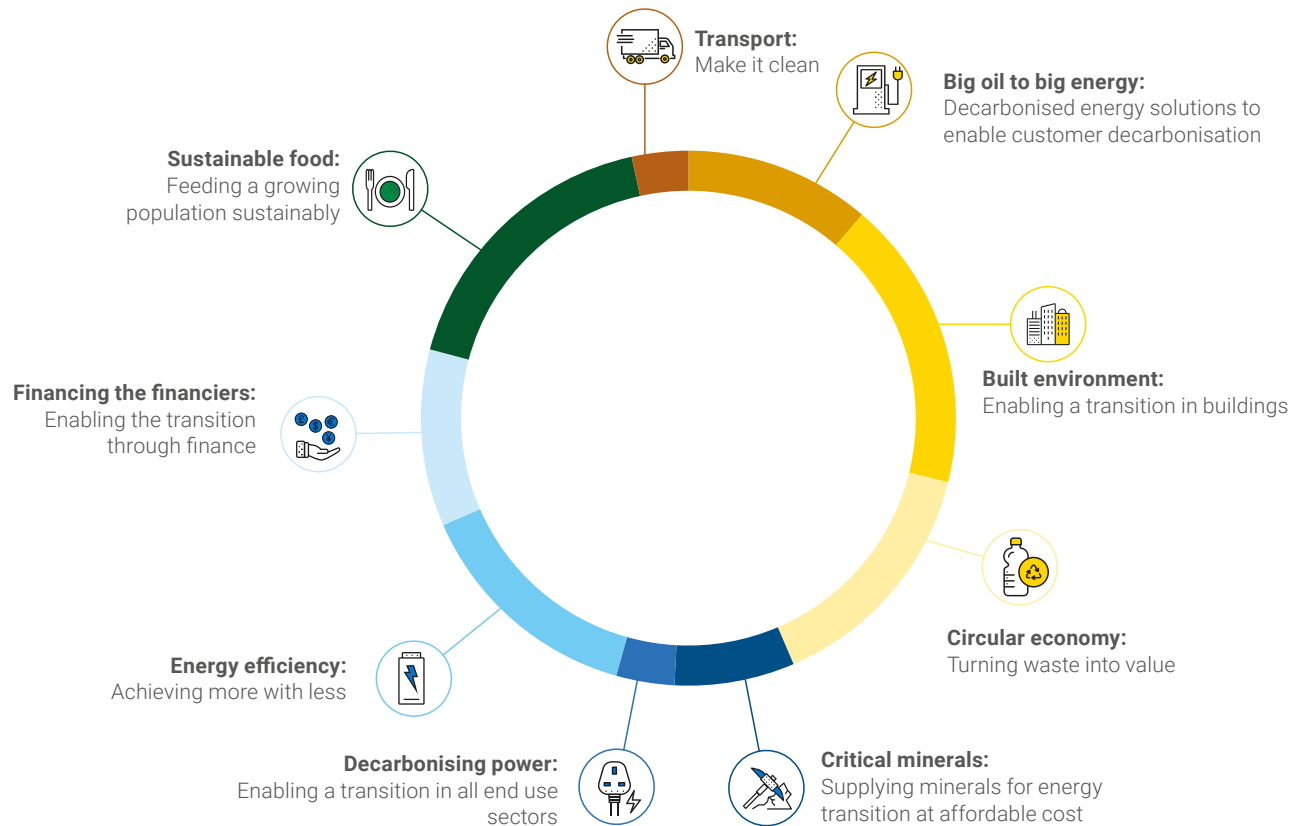 Transport:
Make it clean
Big oil to big energy:
Decarbonised energy solutions to
enable customer decarbonisation
Sustainable food:
Feeding a growing
population sustainably
Built environment:
Enabling a transition in buildings
Financing the financiers:
Enabling the transition
through finance
£
$
€
¥
Circular economy:
Turning waste into value
Energy efficiency:
Achieving more with less
Decarbonising power:
Enabling a transition in all end use
sectors
Critical minerals:
Supplying minerals for energy
transition at affordable cost